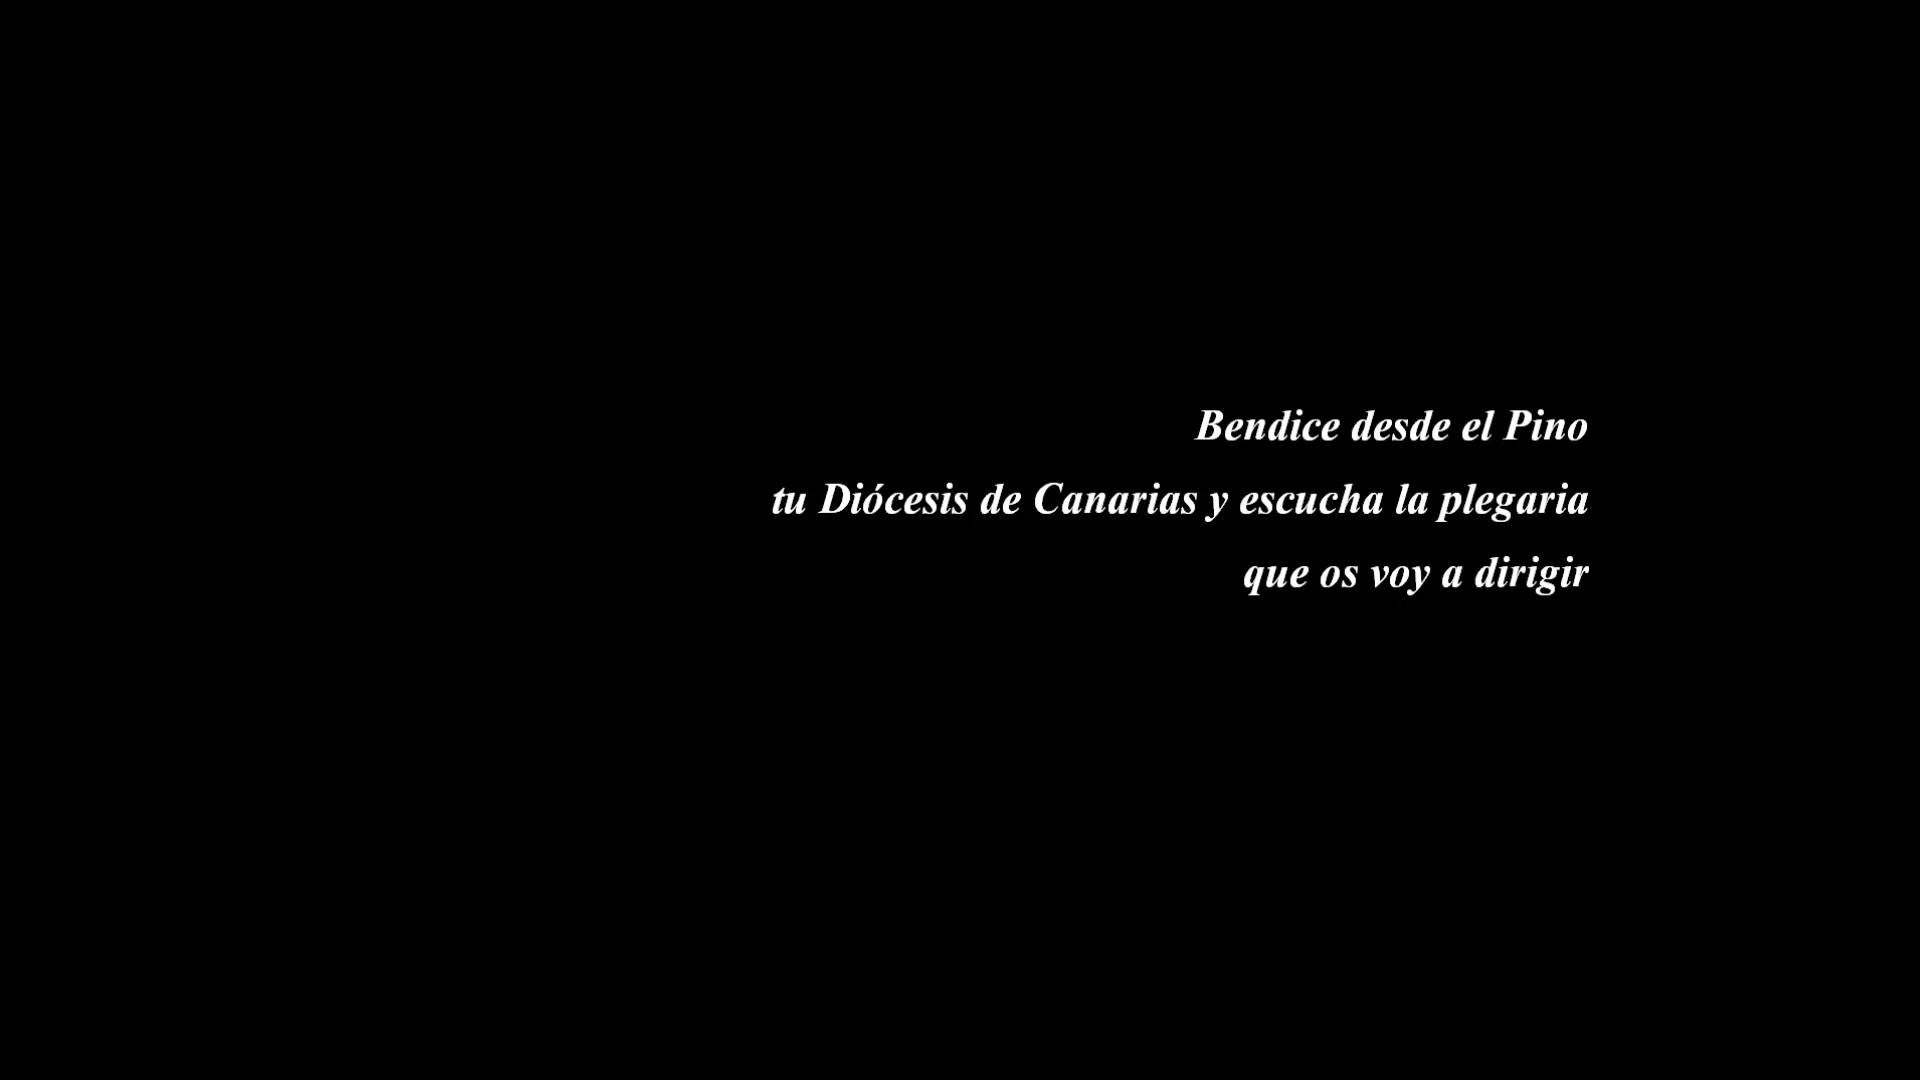 Bendice desde el Pino
tu Diócesis de Canarias y escucha la plegaria
que os voy a dirigir